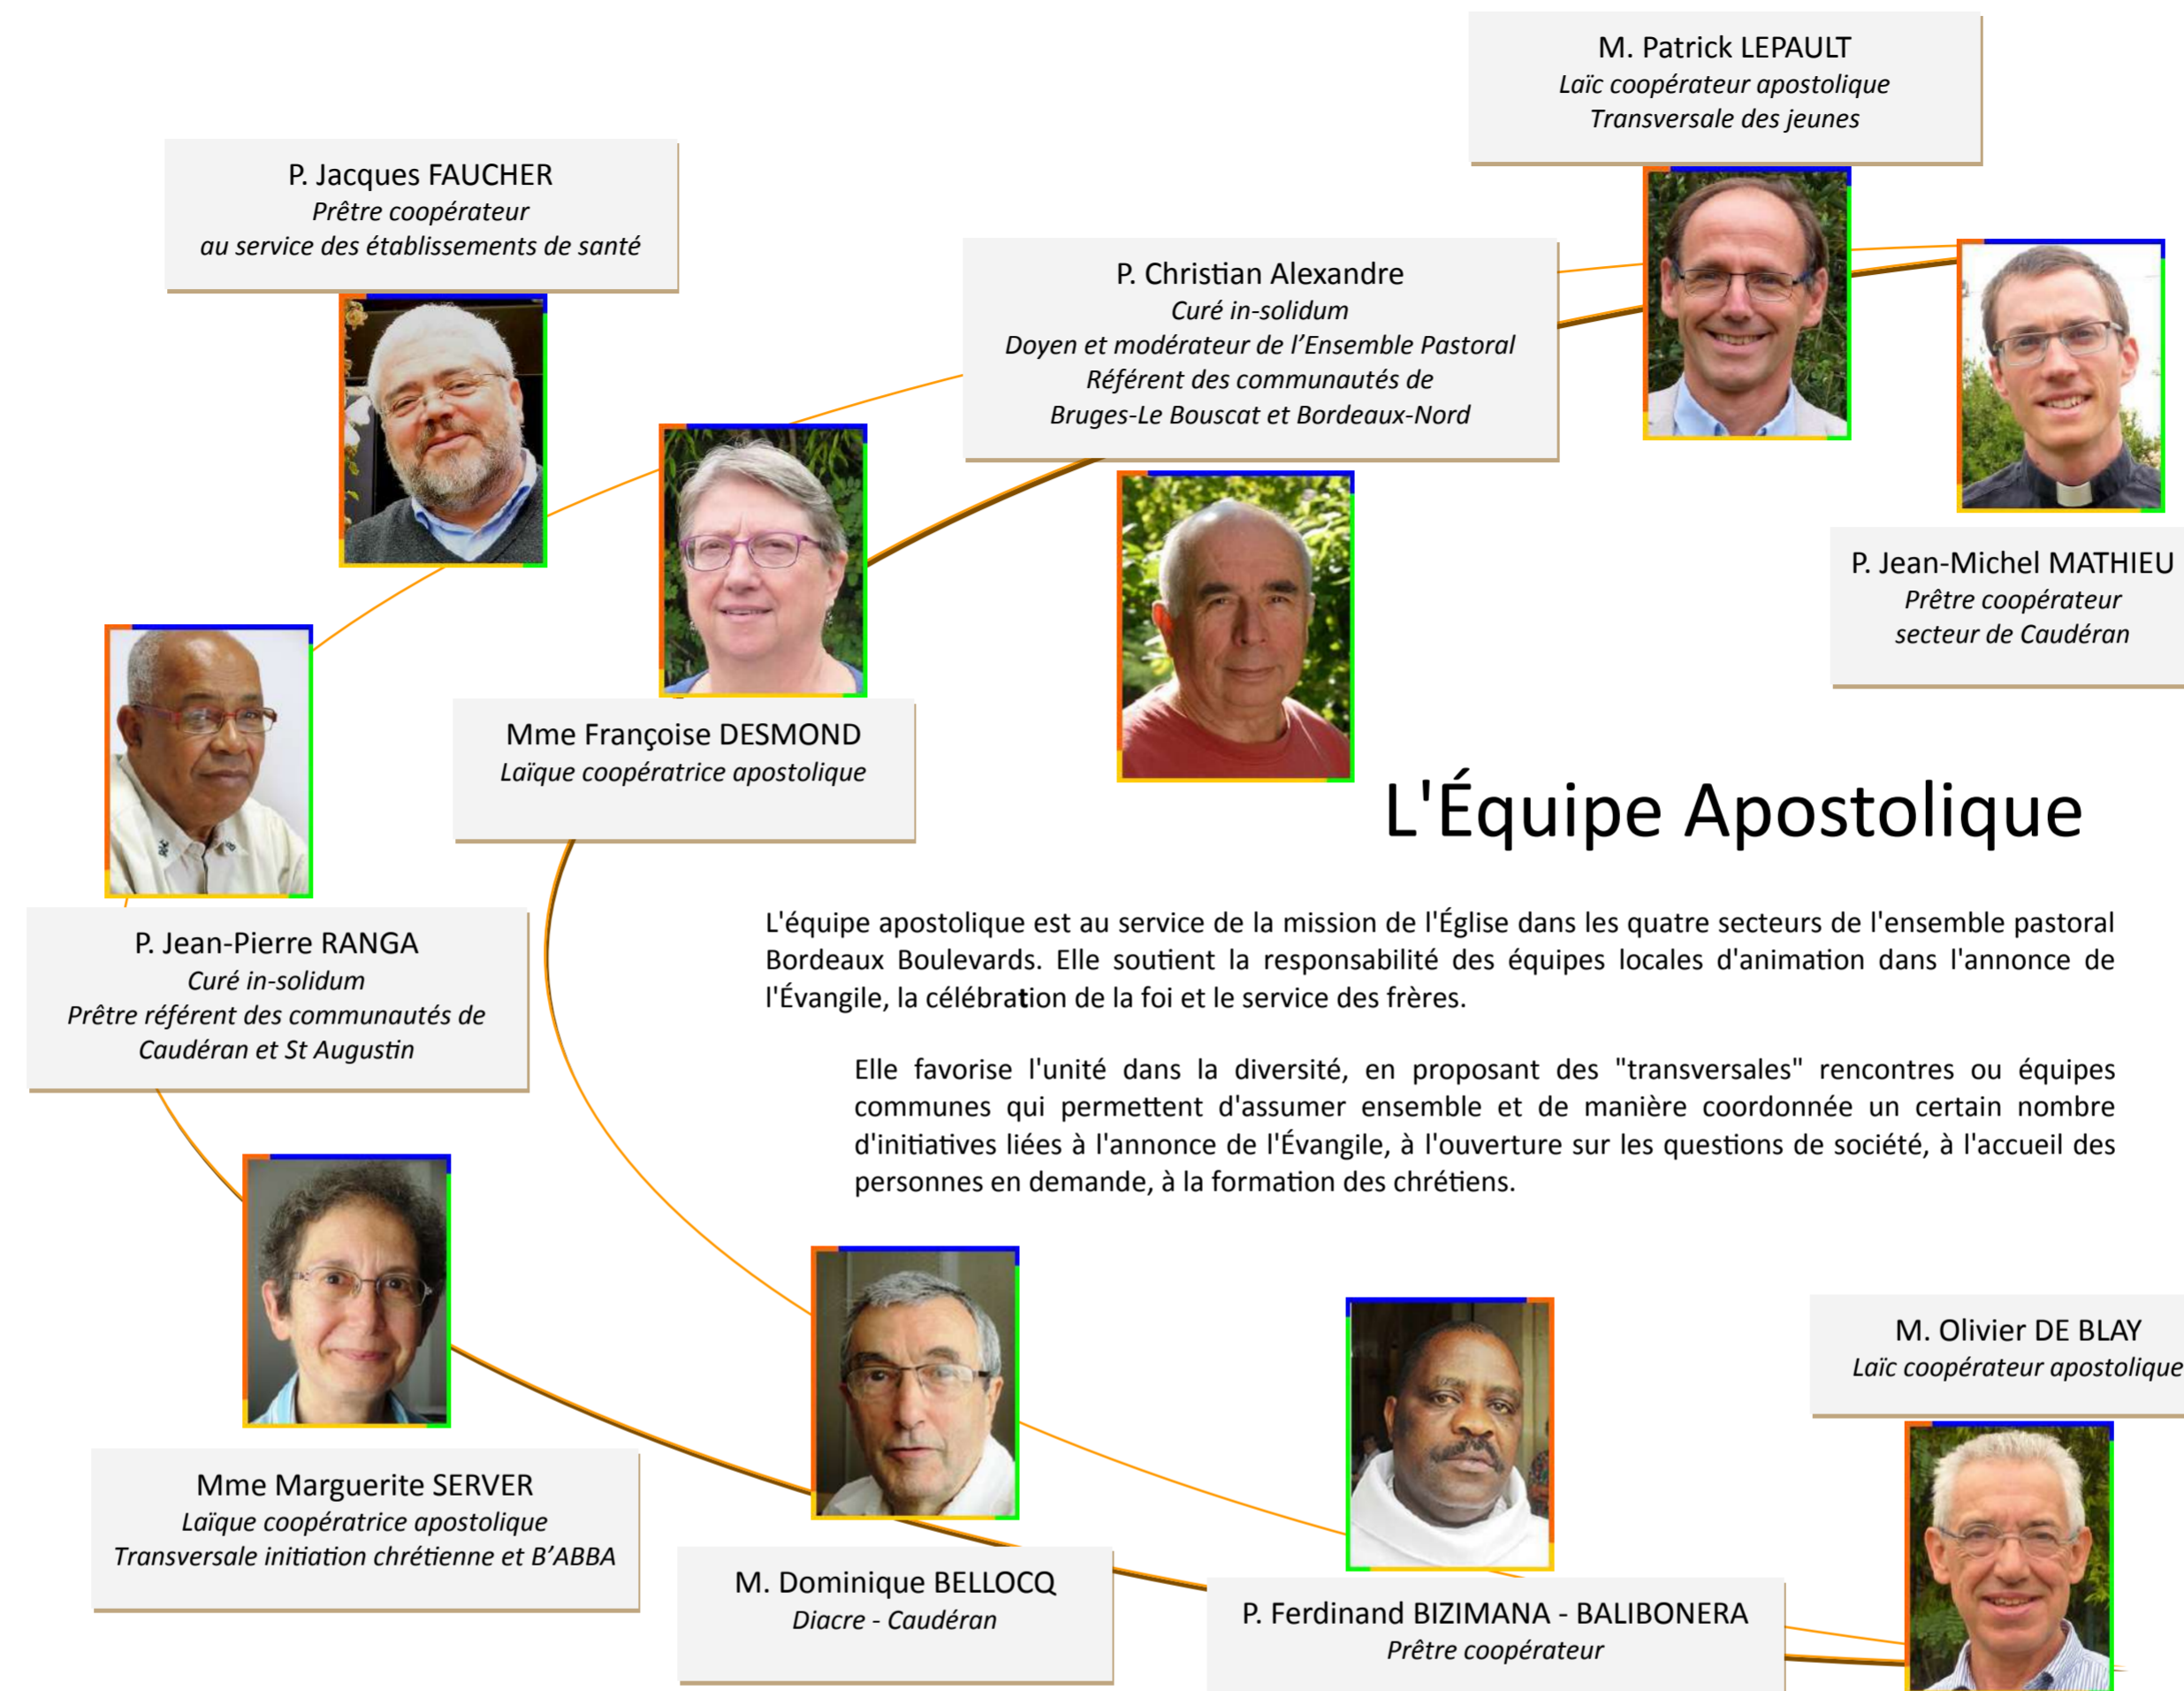 M. Patrick LEPAULT
Laïc coopérateur apostolique
Transversale des jeunes
P. Jacques FAUCHER
Prêtre coopérateur
au service des établissements de santé
P. Christian Alexandre
Curé in-solidum
Doyen et modérateur de l’Ensemble Pastoral
Référent des communautés de
Bruges-Le Bouscat et Bordeaux-Nord
P. Jean-Michel MATHIEU
Prêtre coopérateur
secteur de Caudéran
Mme Françoise DESMOND
Laïque coopératrice apostolique
L'Équipe Apostolique
P. Jean-Pierre RANGA
Curé in-solidum
Prêtre référent des communautés de
Caudéran et St Augustin
L'équipe apostolique est au service de la mission de l'Église dans les quatre secteurs de l'ensemble pastoral
Bordeaux Boulevards. Elle soutient la responsabilité des équipes locales d'animation dans l'annonce de
l'Évangile, la célébration de la foi et le service des frères.
Elle favorise l'unité dans la diversité, en proposant des "transversales" rencontres ou équipes
communes qui permettent d'assumer ensemble et de manière coordonnée un certain nombre
d'initiatives liées à l'annonce de l'Évangile, à l'ouverture sur les questions de société, à l'accueil des
personnes en demande, à la formation des chrétiens.
M. Olivier DE BLAY
Laïc coopérateur apostolique
Mme Marguerite SERVER
Laïque coopératrice apostolique
Transversale initiation chrétienne et B’ABBA
M. Dominique BELLOCQ
Diacre - Caudéran
P. Ferdinand BIZIMANA - BALIBONERA
Prêtre coopérateur